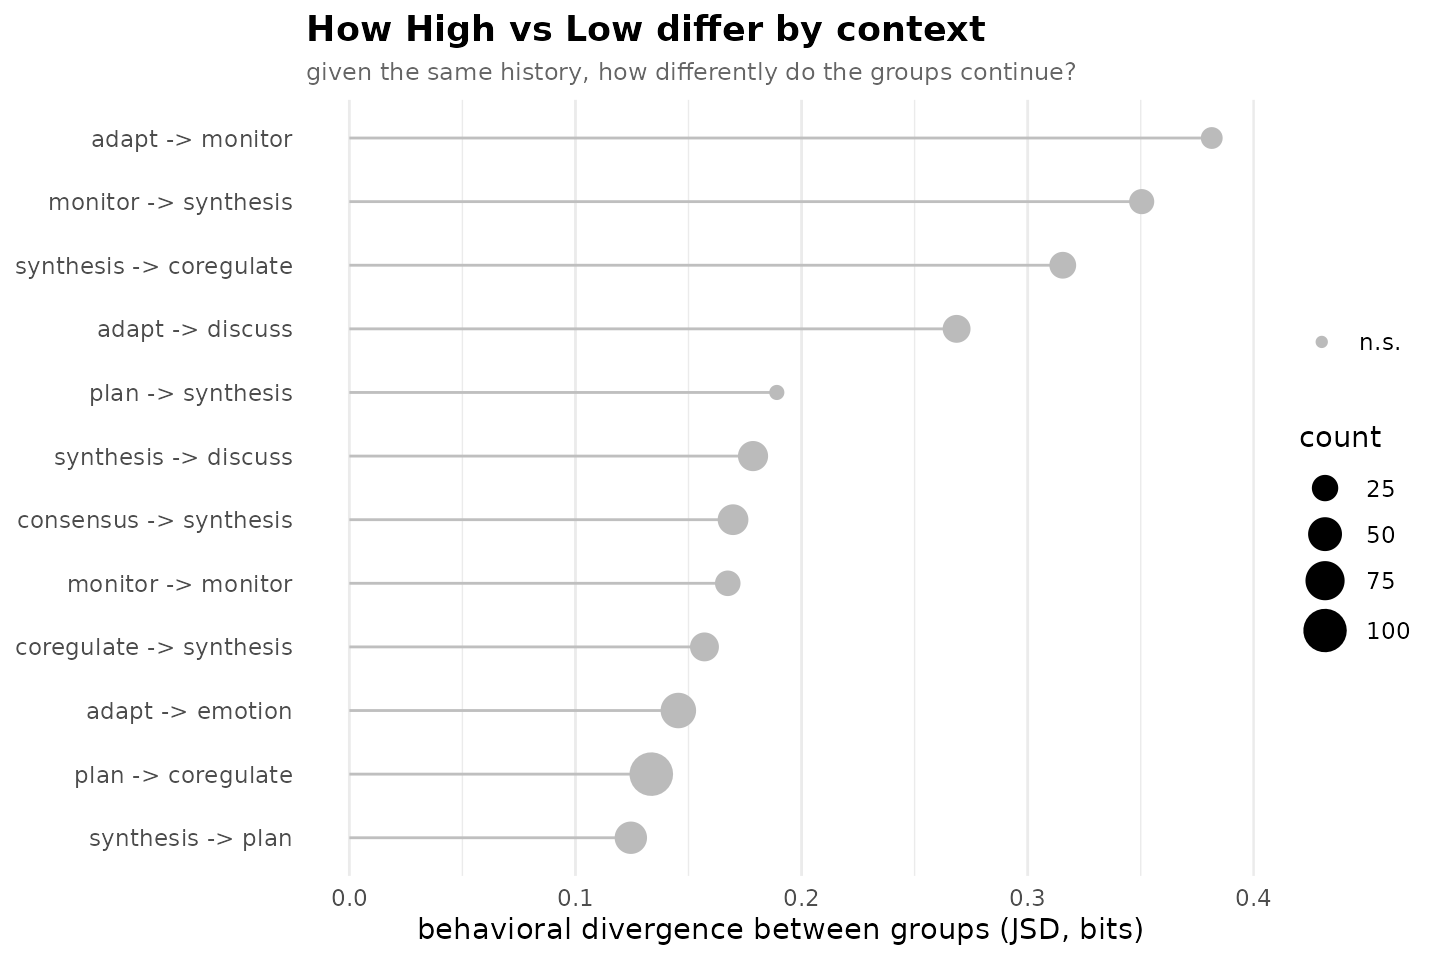 How High vs Low differ by context
given the same history, how differently do the groups continue?
adapt -> monitor
monitor -> synthesis
synthesis -> coregulate
adapt -> discuss
plan -> synthesis
synthesis -> discuss
consensus -> synthesis
monitor -> monitor
coregulate -> synthesis
adapt -> emotion
plan -> coregulate
synthesis -> plan
0.0 0.1 0.2 0.3 0.4
behavioral divergence between groups (JSD, bits)
n.s.
count
25
50
75
100